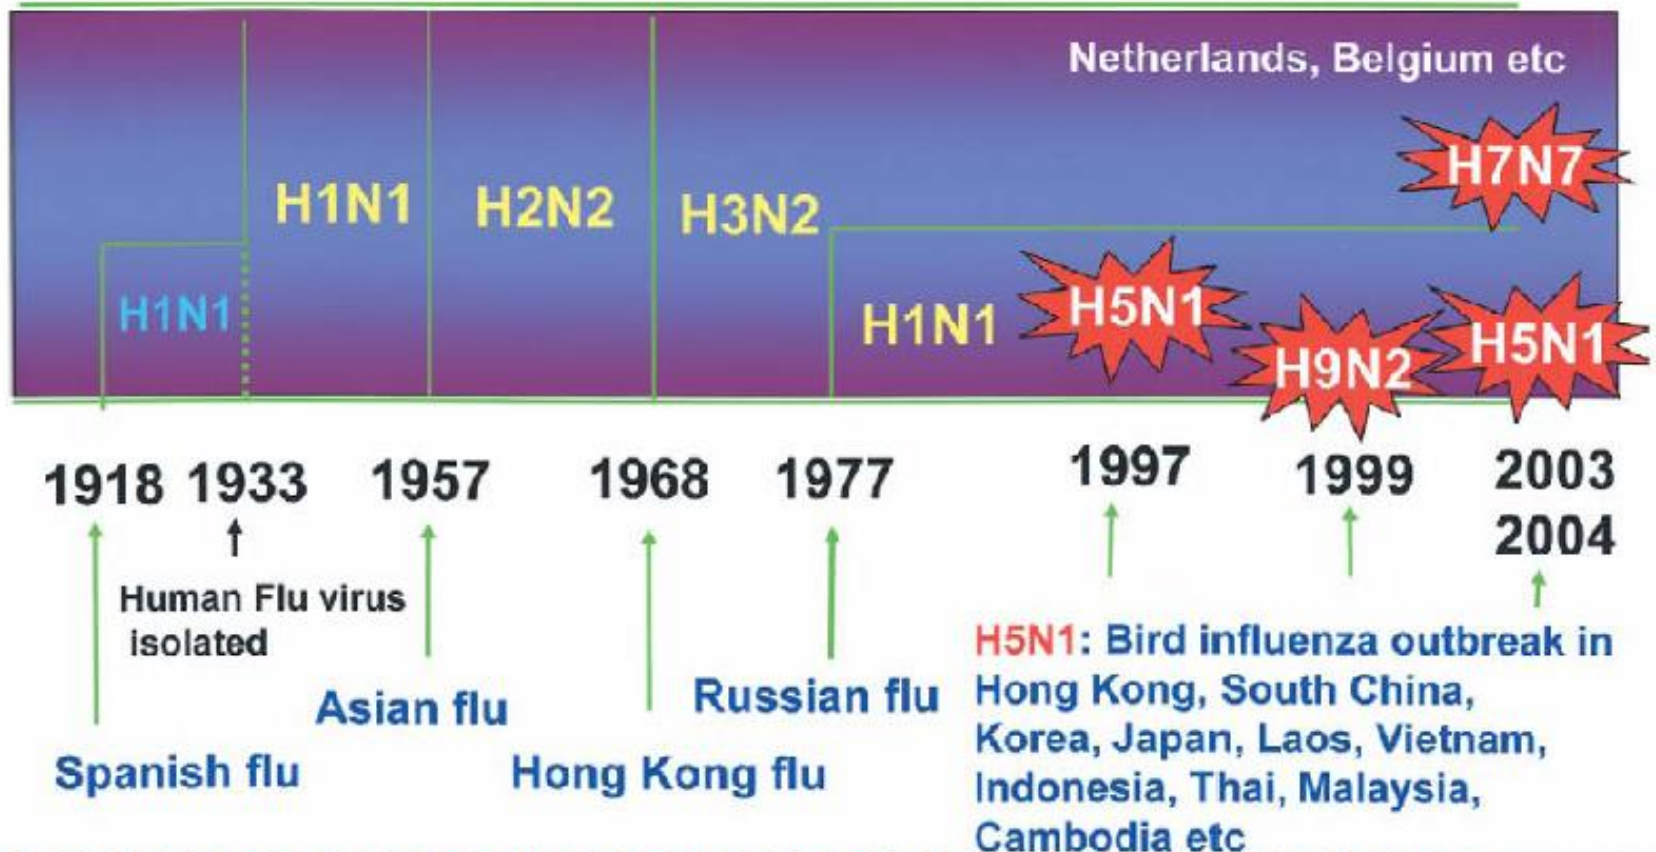 Netherlands, Belgium etc
H7N7
H1N1
H2N2
H3N2
H1N1
H1N1
H5N1
H9N2
H5N1
1918
1933
1957
1968
1977
1997
1999
2003
2004
Human Flu virus
isolated
Asian flu
Russian flu
Spanish flu
Hong Kong flu
H5N1: Bird influenza outbreak in
Hong Kong, South China,
Korea, Japan, Laos, Vietnam,
Indonesia, Thai, Malaysia,
Cambodia etc